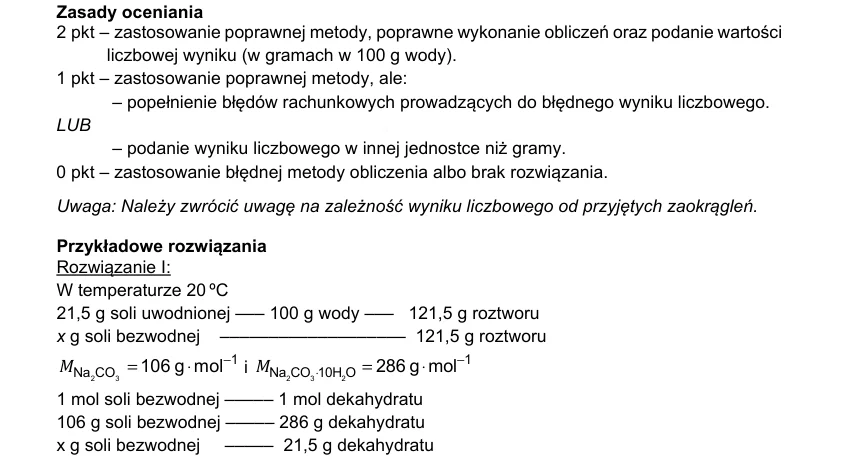 Zasady oceniania
2 pkt – zastosowanie poprawnej metody, poprawne wykonanie obliczeń oraz podanie wartości
liczbowej wyniku (w gramach w 100 g wody).
1 pkt – zastosowanie poprawnej metody, ale:
– popełnienie błędów rachunkowych prowadzących do błędnego wyniku liczbowego.
LUB
– podanie wyniku liczbowego w innej jednostce niż gramy.
0 pkt – zastosowanie błędnej metody obliczenia albo brak rozwiązania.
Uwaga: Należy zwrócić uwagę na zależność wyniku liczbowego od przyjętych zaokrągleń.
Przykładowe rozwiązania
Rozwiązanie I:
W temperaturze 20 ºC
21,5 g soli uwodnionej —— 100 g wody —— 121,5 g roztworu
x g soli bezwodnej ——————————— 121,5 g roztworu
M Na₂CO₃ = 106 g · mol⁻¹ i M Na₂CO₃·10H₂O = 286 g · mol⁻¹
1 mol soli bezwodnej ——— 1 mol dekahydratu
106 g soli bezwodnej ——— 286 g dekahydratu
x g soli bezwodnej ——— 21,5 g dekahydratu